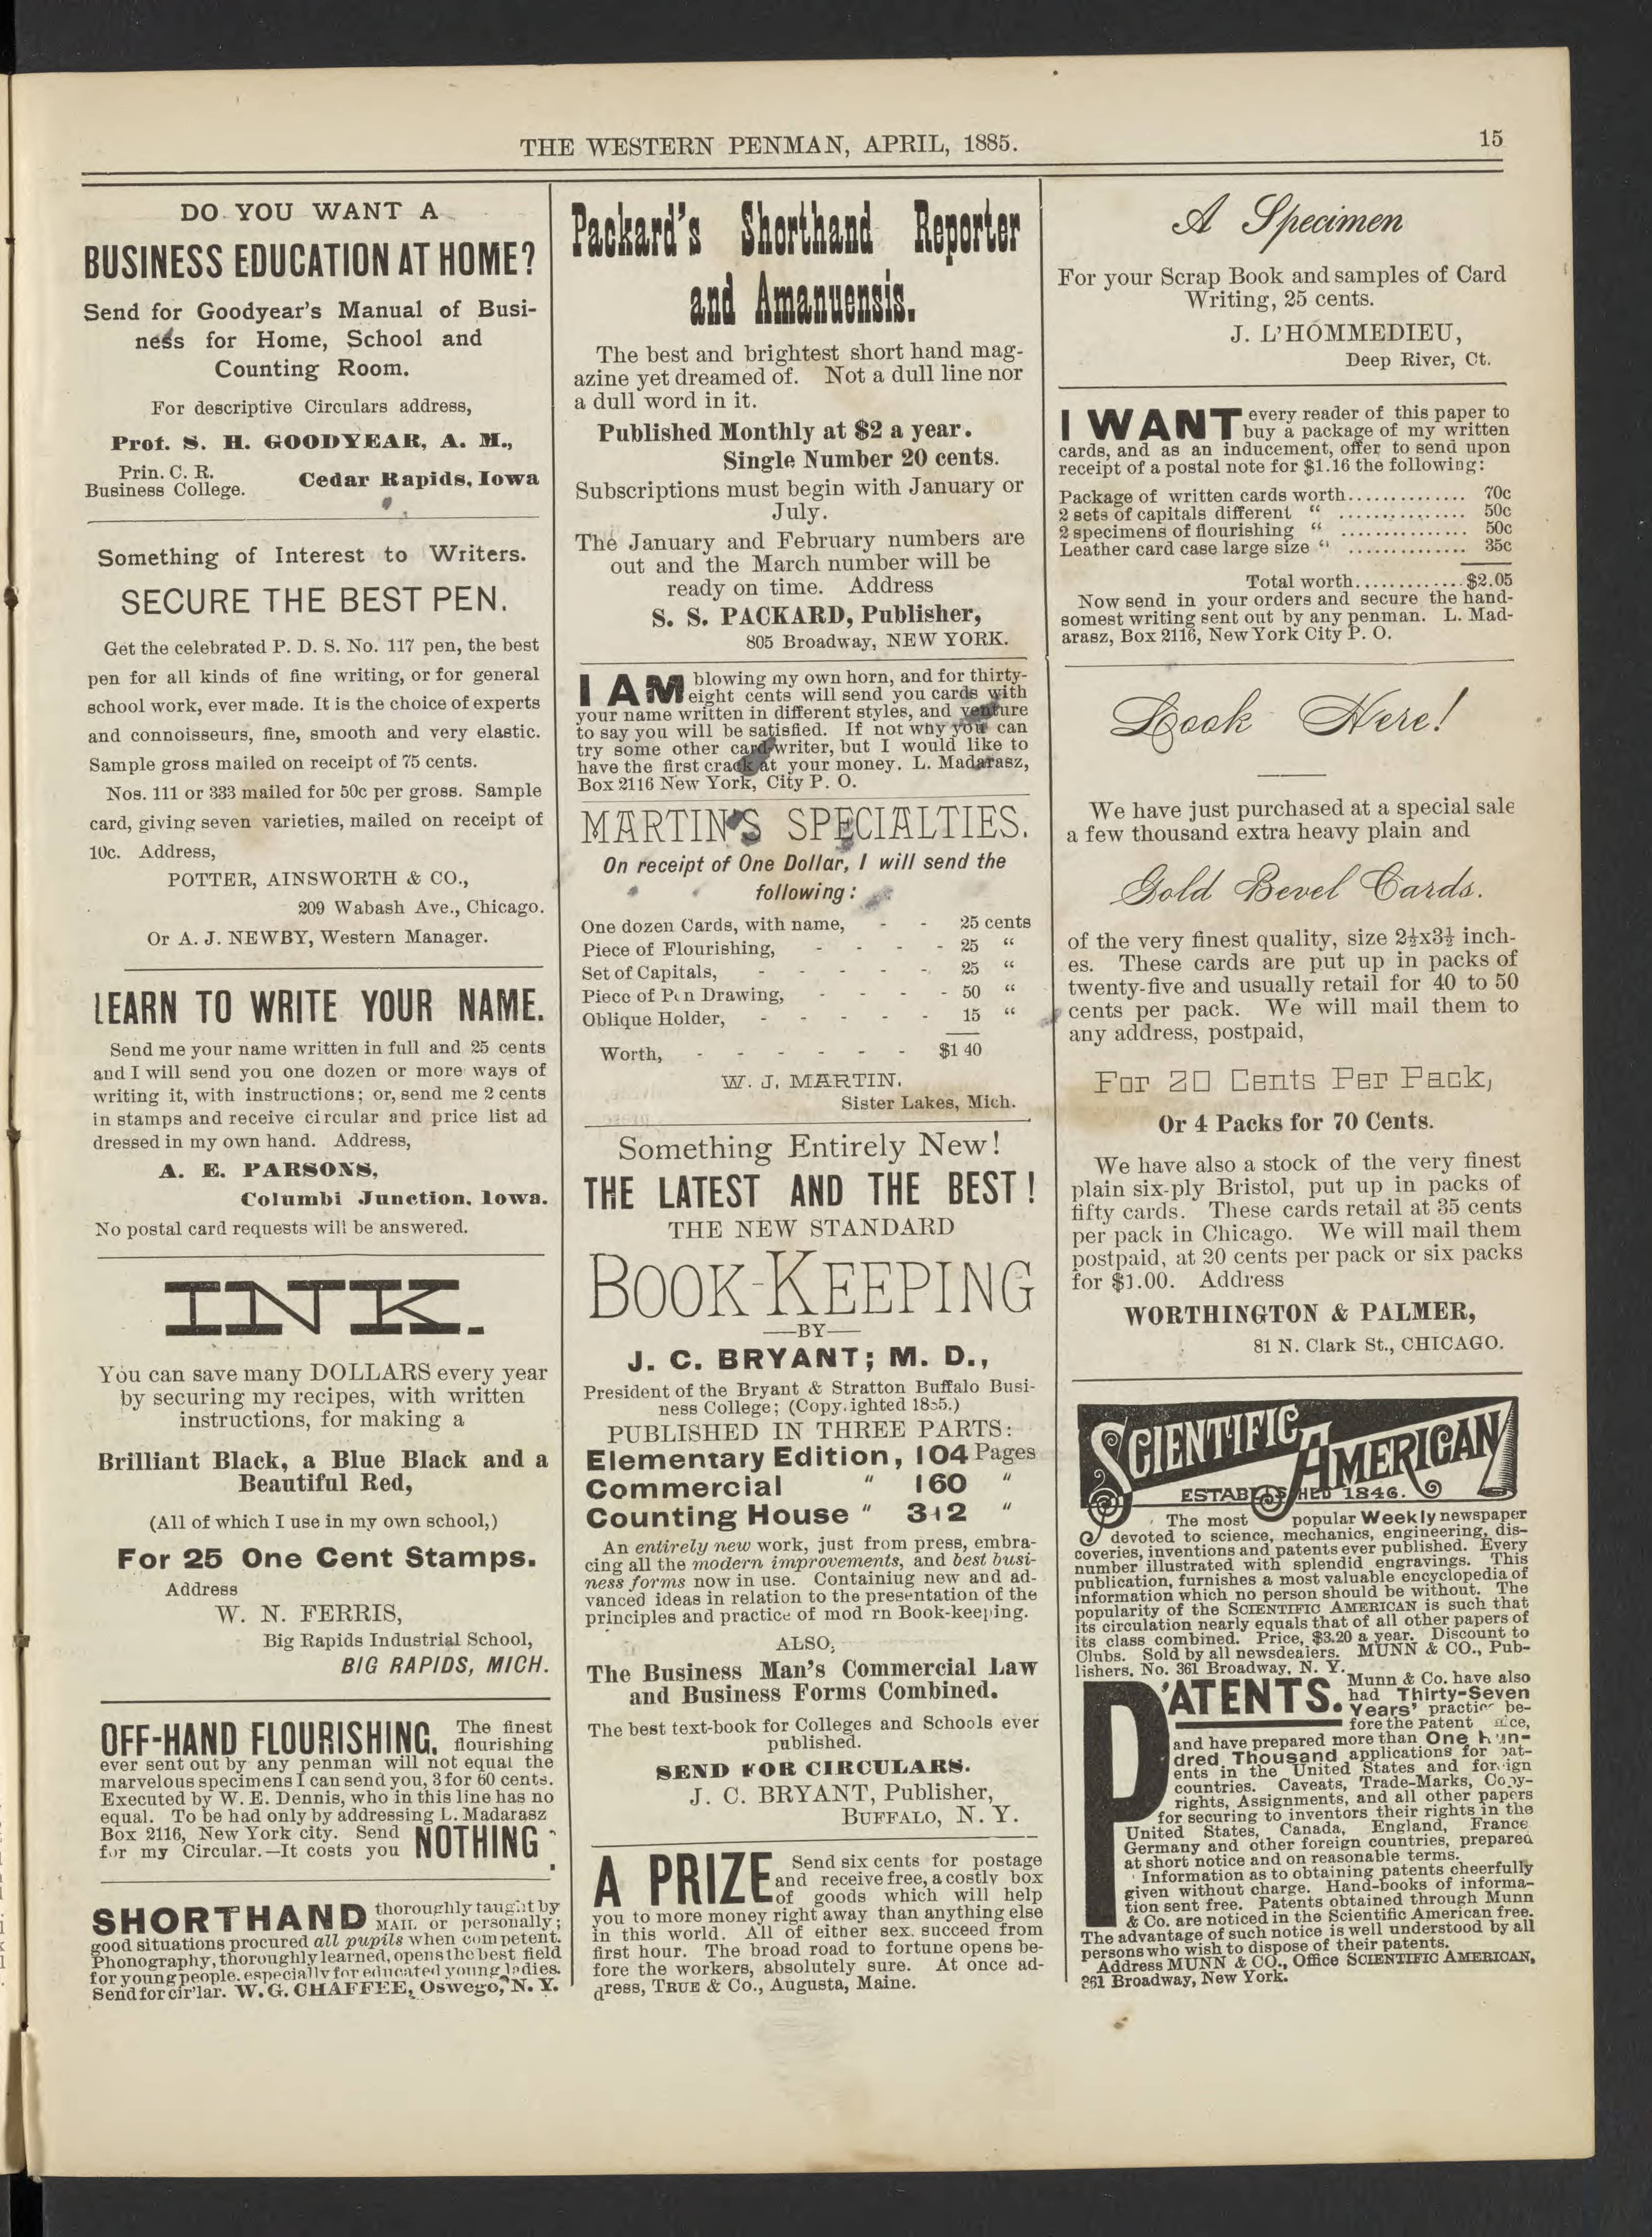 THE WESTERN PENMAN, APRIL, 1885.
15
DO YOU WANT A
BUSINESS EDUCATION AT HOME?
Send for Goodyear's Manual of Busi-
ness for Home, School and
Counting Room.
For descriptive Circulars address,
Prof. S. H. GOODYEAR, A. M.,
Prin. C. R.
Business College.
Cedar Rapids, Iowa
Something of Interest to Writers.
SECURE THE BEST PEN.
Get the celebrated P. D. S. No. 117 pen, the best
pen for all kinds of fine writing, or for general
school work, ever made. It is the choice of experts
and connoisseurs, fine, smooth and very elastic.
Sample gross mailed on receipt of 75 cents.
Nos. 111 or 333 mailed for 50c per gross. Sample
card, giving seven varieties, mailed on receipt of
10c. Address,
POTTER, AINSWORTH & CO.,
209 Wabash Ave., Chicago.
Or A. J. NEWBY, Western Manager.
LEARN TO WRITE YOUR NAME.
Send me your name written in full and 25 cents
and I will send you one dozen or more ways of
writing it, with instructions; or, send me 2 cents
in stamps and receive circular and price list ad
dressed in my own hand. Address,
A. E. PARSONS,
Columbi Junction, Iowa.
No postal card requests will be answered.
INK.
You can save many DOLLARS every year
by securing my recipes, with written
instructions, for making a
Brilliant Black, a Blue Black and a
Beautiful Red,
(All of which I use in my own school,)
For 25 One Cent Stamps.
Address
W. N. FERRIS,
Big Rapids Industrial School,
BIG RAPIDS, MICH.
OFF-HAND FLOURISHING. The finest
flourishing
ever sent out by any penman will not equal the
marvelous specimens I can send you, 3 for 60 cents.
Executed by W. E. Dennis, who in this line has no
equal. To be had only by addressing L. Madarasz
Box 2116, New York city. Send
for my Circular.—It costs you NOTHING.
SHORTHAND thoroughly taught by
MAIL or personally;
good situations procured all pupils when competent.
Phonography, thoroughly learned, opens the best field
for young people, especially for educated young ladies.
Send for cir'lar. W. G. CHAFFEE, Oswego, N. Y.
Packard's Shorthand Reporter
and Amanuensis.
The best and brightest short hand mag-
azine yet dreamed of. Not a dull line nor
a dull word in it.
Published Monthly at $2 a year.
Single Number 20 cents.
Subscriptions must begin with January or
July.
The January and February numbers are
out and the March number will be
ready on time. Address
S. S. PACKARD, Publisher,
805 Broadway, NEW YORK.
I AM blowing my own horn, and for thirty-
eight cents will send you cards with
your name written in different styles, and venture
to say you will be satisfied. If not why you can
try some other card writer, but I would like to
have the first crack at your money. L. Madarasz,
Box 2116 New York, City P. O.
MARTIN'S SPECIALTIES.
On receipt of One Dollar, I will send the
following:
One dozen Cards, with name, - - 25 cents
Piece of Flourishing, - - - - 25 "
Set of Capitals, - - - - - 25 "
Piece of Pen Drawing, - - - - 50 "
Oblique Holder, - - - - - 15 "
Worth, - - - - - - $1 40
W. J. MARTIN.
Sister Lakes, Mich.
Something Entirely New!
THE LATEST AND THE BEST!
THE NEW STANDARD
BOOK-KEEPING
—BY—
J. C. BRYANT; M. D.,
President of the Bryant & Stratton Buffalo Busi-
ness College; (Copy.ighted 1885.)
PUBLISHED IN THREE PARTS:
Elementary Edition, 104 Pages
Commercial " 160 "
Counting House " 312 "
An entirely new work, just from press, embra-
cing all the modern improvements, and best busi-
ness forms now in use. Containiug new and ad-
vanced ideas in relation to the presentation of the
principles and practice of mod rn Book-keeping.
ALSO,
The Business Man's Commercial Law
and Business Forms Combined.
The best text-book for Colleges and Schools ever
published.
SEND FOR CIRCULARS.
J. C. BRYANT, Publisher,
BUFFALO, N. Y.
A PRIZE Send six cents for postage
and receive free, a costly box
of goods which will help
you to more money right away than anything else
in this world. All of either sex, succeed from
first hour. The broad road to fortune opens be-
fore the workers, absolutely sure. At once ad-
dress, TRUE & Co., Augusta, Maine.
A Specimen
For your Scrap Book and samples of Card
Writing, 25 cents.
J. L'HOMMEDIEU,
Deep River, Ct.
I WANT every reader of this paper to
buy a package of my written
cards, and as an inducement, offer to send upon
receipt of a postal note for $1.16 the following:
Package of written cards worth.............. 70c
2 sets of capitals different " .............. 50c
2 specimens of flourishing " .............. 50c
Leather card case large size " .............. 35c
Total worth..............$2.05
Now send in your orders and secure the hand-
somest writing sent out by any penman. L. Mad-
arasz, Box 2116, New York City P. O.
Look Here!
We have just purchased at a special sale
a few thousand extra heavy plain and
Gold Bevel Cards.
of the very finest quality, size 2½x3½ inch-
es. These cards are put up in packs of
twenty-five and usually retail for 40 to 50
cents per pack. We will mail them to
any address, postpaid,
For 20 Cents Per Pack,
Or 4 Packs for 70 Cents.
We have also a stock of the very finest
plain six-ply Bristol, put up in packs of
fifty cards. These cards retail at 35 cents
per pack in Chicago. We will mail them
postpaid, at 20 cents per pack or six packs
for $1.00. Address
WORTHINGTON & PALMER,
81 N. Clark St., CHICAGO.
SCIENTIFIC AMERICAN
ESTABLISHED 1846.
The most popular Weekly newspaper
devoted to science, mechanics, engineering, dis-
coveries, inventions and patents ever published. Every
number illustrated with splendid engravings. This
publication, furnishes a most valuable encyclopedia of
information which no person should be without. The
popularity of the SCIENTIFIC AMERICAN is such that
its circulation nearly equals that of all other papers of
its class combined. Price, $3.20 a year. Discount to
Clubs. Sold by all newsdealers. MUNN & CO., Pub-
lishers, No. 361 Broadway, N. Y.
PATENTS. Munn & Co. have also
had Thirty-Seven
Years' practice be-
fore the Patent Office,
and have prepared more than One Hun-
dred Thousand applications for pat-
ents in the United States and foreign
countries. Caveats, Trade-Marks, Copy-
rights, Assignments, and all other papers
for securing to inventors their rights in the
United States, Canada, England, France
Germany and other foreign countries, prepared
at short notice and on reasonable terms.
Information as to obtaining patents cheerfully
given without charge. Hand-books of informa-
tion sent free. Patents obtained through Munn
& Co. are noticed in the Scientific American free.
The advantage of such notice is well understood by all
persons who wish to dispose of their patents.
Address MUNN & CO., Office SCIENTIFIC AMERICAN,
361 Broadway, New York.